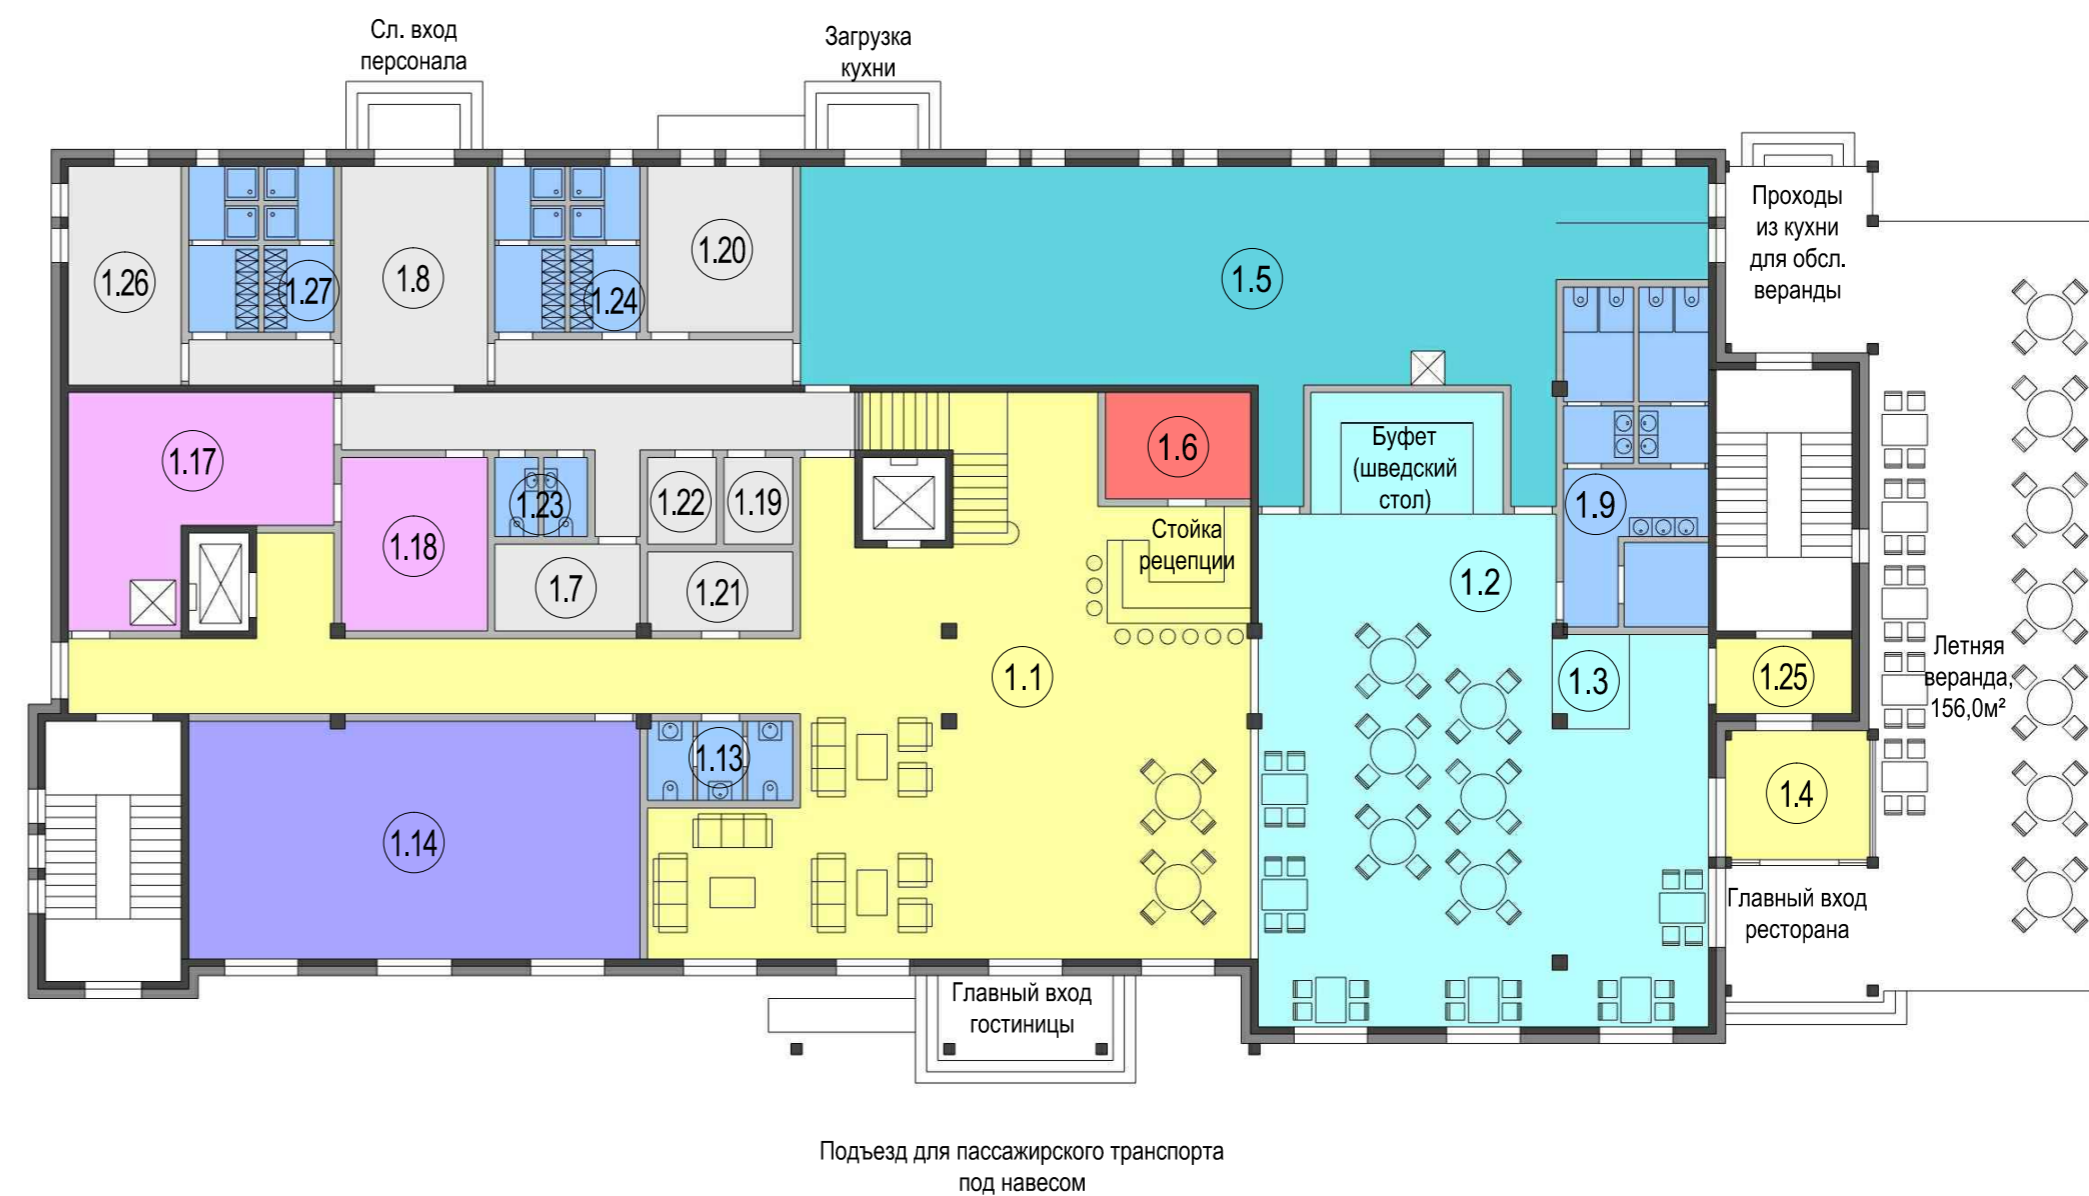 Сл. вход
персонала
Загрузка
кухни
Проходы
из кухни
для обсл.
веранды
1.26
1.27
1.8
1.24
1.20
1.5
1.17
1.18
1.23
1.22
1.19
1.7
1.21
1.6
Стойка
рецепции
Буфет
(шведский
стол)
1.9
1.2
1.3
1.1
1.25
Летняя
веранда,
156,0м²
1.13
1.14
1.4
Главный вход
ресторана
Главный вход
гостиницы
Подъезд для пассажирского транспорта
под навесом